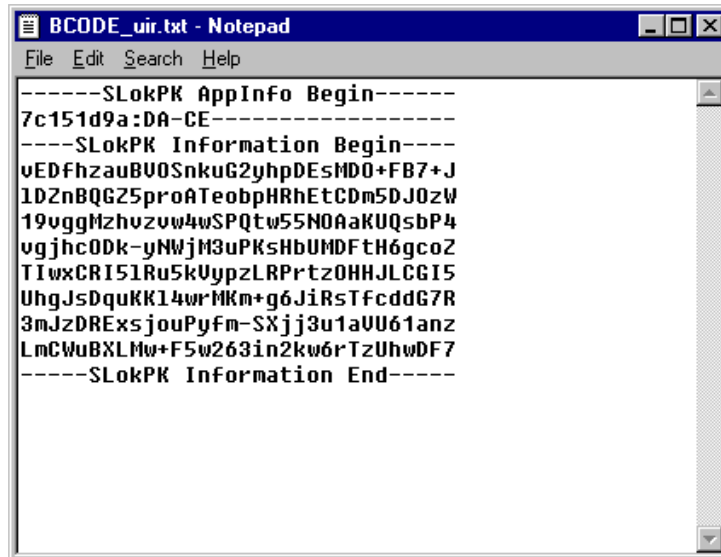 BCODE_uir.txt - Notepad
File Edit Search Help
------SLokPK AppInfo Begin------
7c151d9a:DA-CE------------------
----SLokPK Information Begin----
vEDfhzauBVOSnkuG2yhpDEsMDO+FB7+J
lDZnBQGZ5proATeobpHRhEtCDm5DJOzW
19vggMzhvzvw4wSPQtw55NOAaKUQsbP4
vgjhcODk-yNWjM3uPKsHbUMDFtH6gcoZ
TIwxCRI5lRu5kVypzLRPrtzOHHJLCGI5
UhgJsDquKKl4wrMKm+g6JiRsTfcddG7R
3mJzDRExsjouPyfm-SXjj3u1aVU61anz
LmCWuBXLMw+F5w263in2kw6rTzUhwDF7
-----SLokPK Information End-----